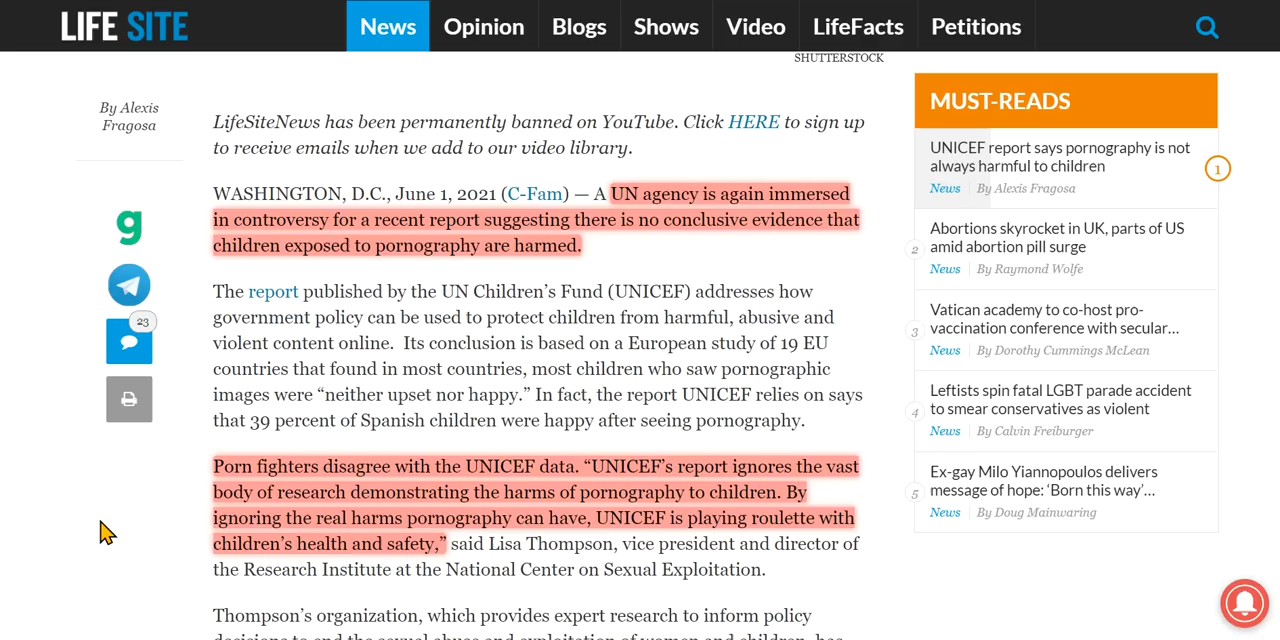 LIFE SITE
News
Opinion
Blogs
Shows
Video
LifeFacts
Petitions
SHUTTERSTOCK
By Alexis
Fragosa
g
23
LifeSiteNews has been permanently banned on YouTube. Click HERE to sign up
to receive emails when we add to our video library.
WASHINGTON, D.C., June 1, 2021 (C-Fam) — A UN agency is again immersed
in controversy for a recent report suggesting there is no conclusive evidence that
children exposed to pornography are harmed.
The report published by the UN Children’s Fund (UNICEF) addresses how
government policy can be used to protect children from harmful, abusive and
violent content online.  Its conclusion is based on a European study of 19 EU
countries that found in most countries, most children who saw pornographic
images were “neither upset nor happy.” In fact, the report UNICEF relies on says
that 39 percent of Spanish children were happy after seeing pornography.
Porn fighters disagree with the UNICEF data. “UNICEF’s report ignores the vast
body of research demonstrating the harms of pornography to children. By
ignoring the real harms pornography can have, UNICEF is playing roulette with
children’s health and safety,” said Lisa Thompson, vice president and director of
the Research Institute at the National Center on Sexual Exploitation.
Thompson’s organization, which provides expert research to inform policy
decisions to end the sexual abuse and exploitation of women and children, has
MUST-READS
UNICEF report says pornography is not
always harmful to children
News By Alexis Fragosa
1
Abortions skyrocket in UK, parts of US
amid abortion pill surge
2
News By Raymond Wolfe
Vatican academy to co-host pro-
vaccination conference with secular...
3
News By Dorothy Cummings McLean
Leftists spin fatal LGBT parade accident
to smear conservatives as violent
4
News By Calvin Freiburger
Ex-gay Milo Yiannopoulos delivers
message of hope: ‘Born this way’...
5
News By Doug Mainwaring